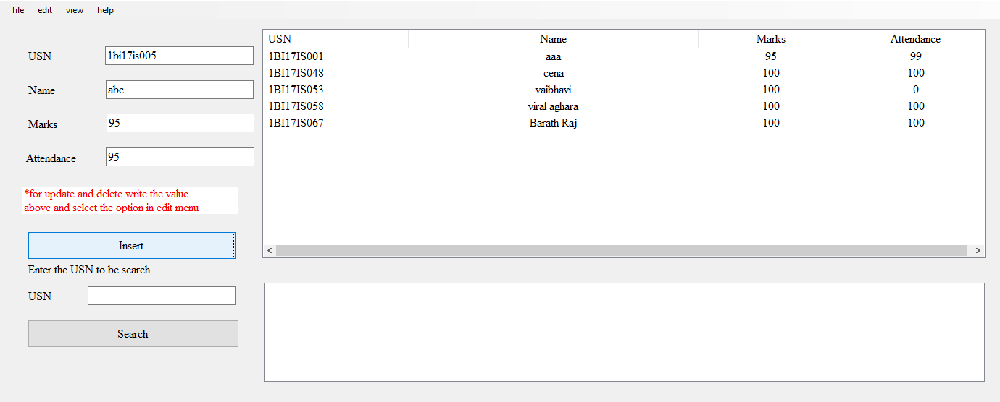 file edit view help
USN 1bi17is005
Name abc
Marks 95
Attendance 95
*for update and delete write the value
above and select the option in edit menu
Insert
Enter the USN to be search
USN
Search
USN Name Marks Attendance
1BI17IS001 aaa 95 99
1BI17IS048 cena 100 100
1BI17IS053 vaibhavi 100 0
1BI17IS058 viral aghara 100 100
1BI17IS067 Barath Raj 100 100